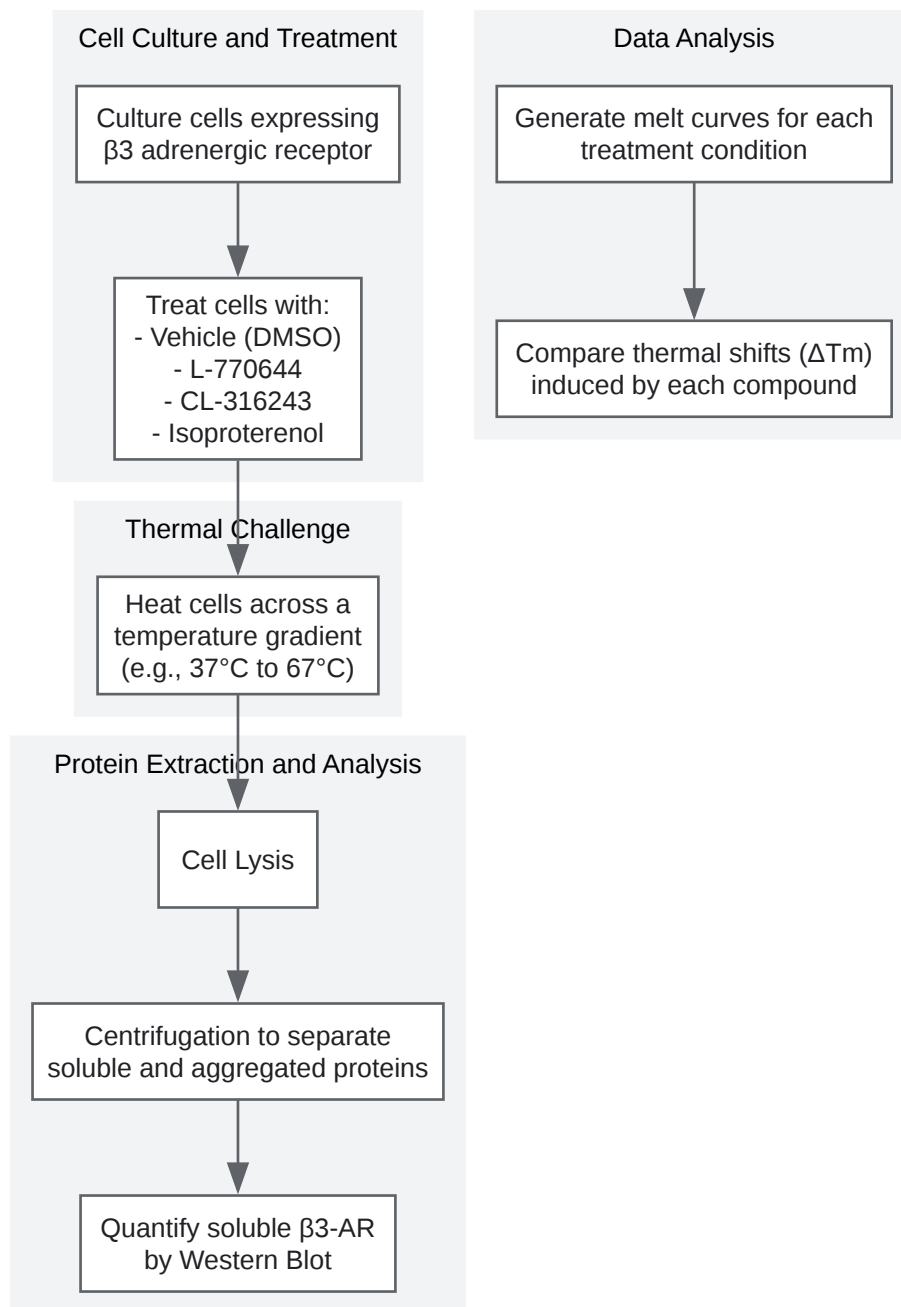 Cell Culture and Treatment
Culture cells expressing
β3 adrenergic receptor
Treat cells with:
- Vehicle (DMSO)
- L-770644
- CL-316243
- Isoproterenol
Thermal Challenge
Heat cells across a
temperature gradient
(e.g., 37°C to 67°C)
Protein Extraction and Analysis
Cell Lysis
Centrifugation to separate
soluble and aggregated proteins
Quantify soluble β3-AR
by Western Blot
Data Analysis
Generate melt curves for each
treatment condition
Compare thermal shifts (ΔTm)
induced by each compound